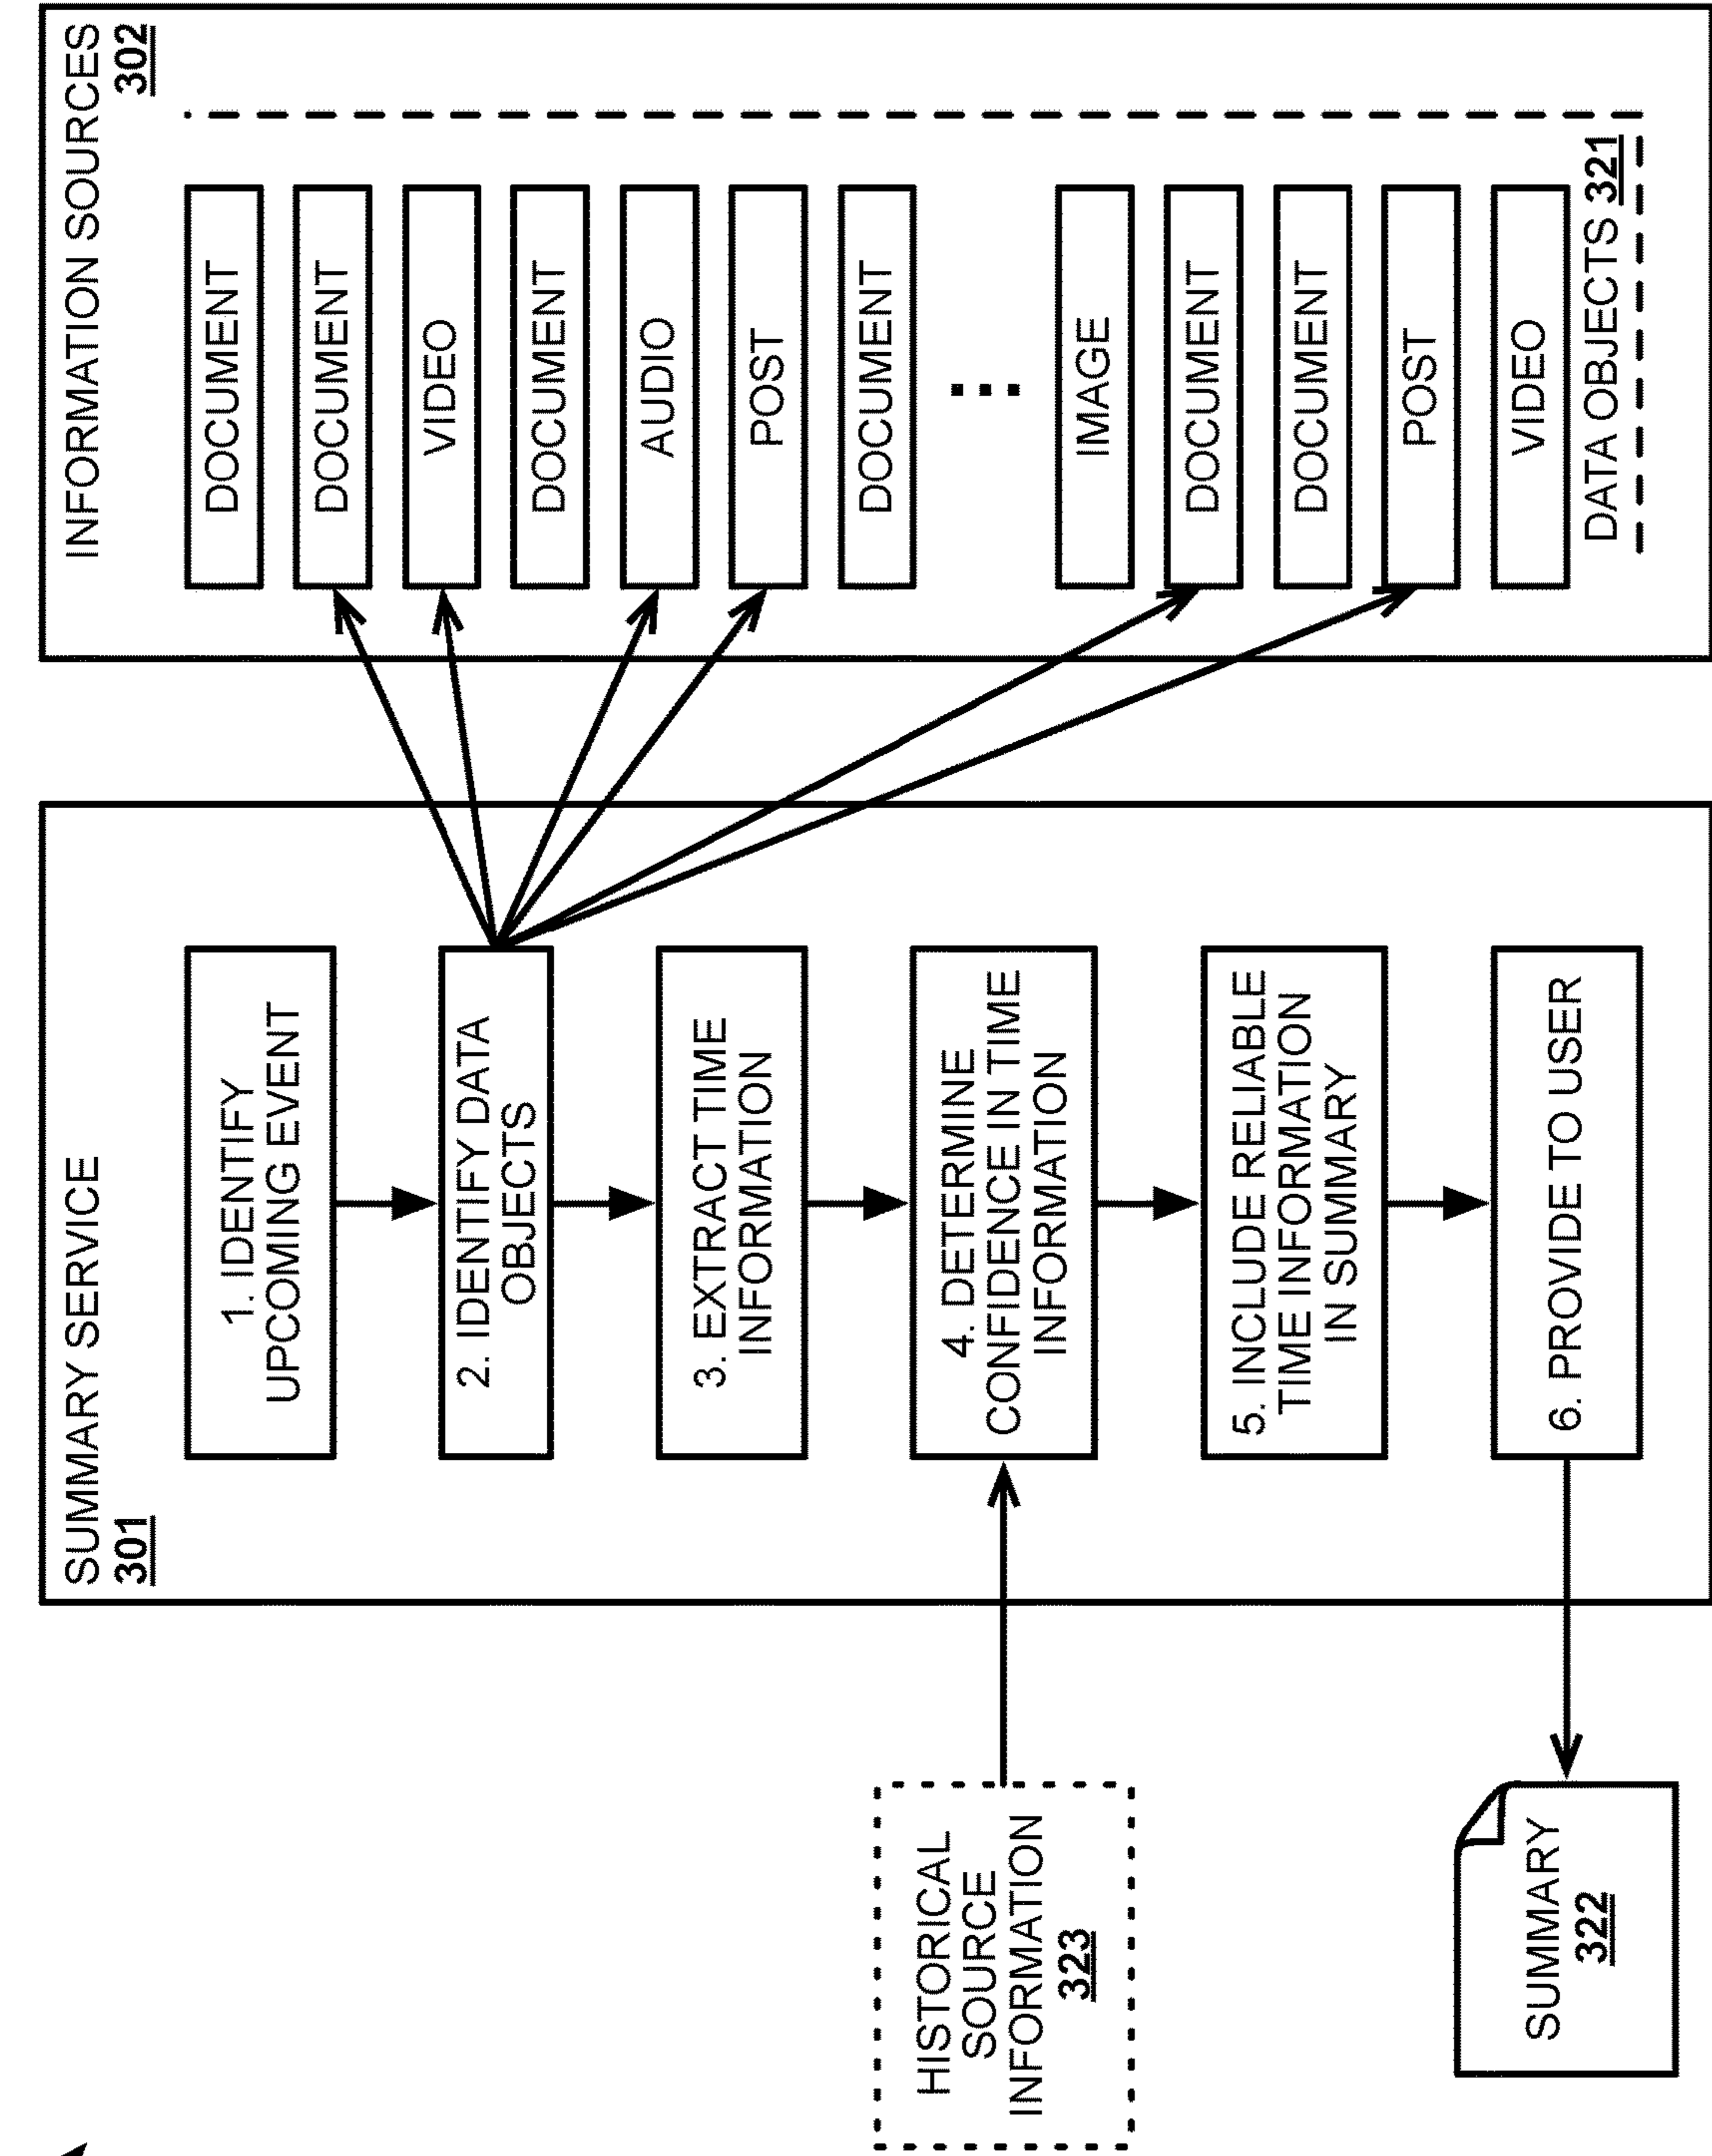 SUMMARY SERVICE
301
1. IDENTIFY
UPCOMING EVENT
2. IDENTIFY DATA
OBJECTS
3. EXTRACT TIME
INFORMATION
4. DETERMINE
CONFIDENCE IN TIME
INFORMATION
5. INCLUDE RELIABLE
TIME INFORMATION
IN SUMMARY
6. PROVIDE TO USER
HISTORICAL
SOURCE
INFORMATION
323
SUMMARY
322
INFORMATION SOURCES
302
DOCUMENT
DOCUMENT
VIDEO
DOCUMENT
AUDIO
POST
DOCUMENT
...
IMAGE
DOCUMENT
DOCUMENT
POST
VIDEO
DATA OBJECTS 321